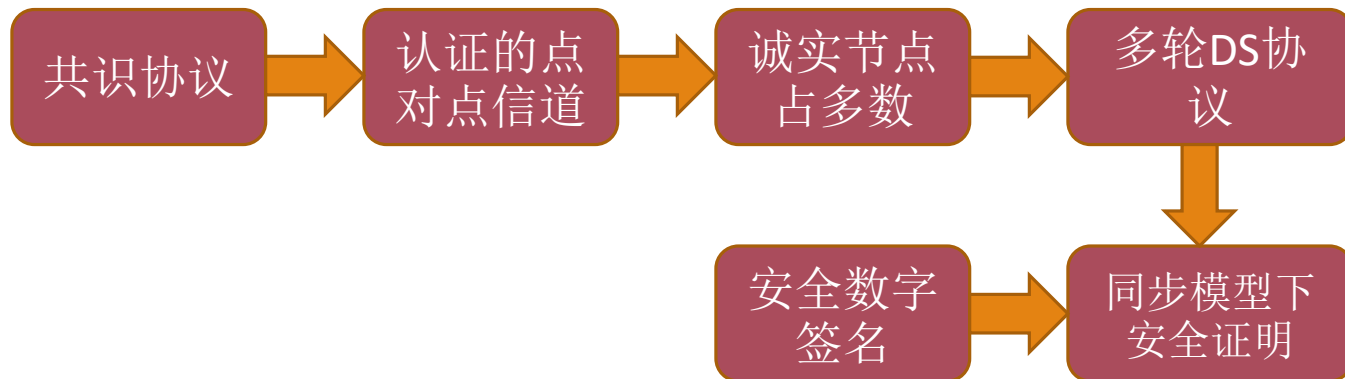 共识协议
认证的点
对点信道
诚实节点
占多数
多轮DS协
议
安全数字
签名
同步模型下
安全证明